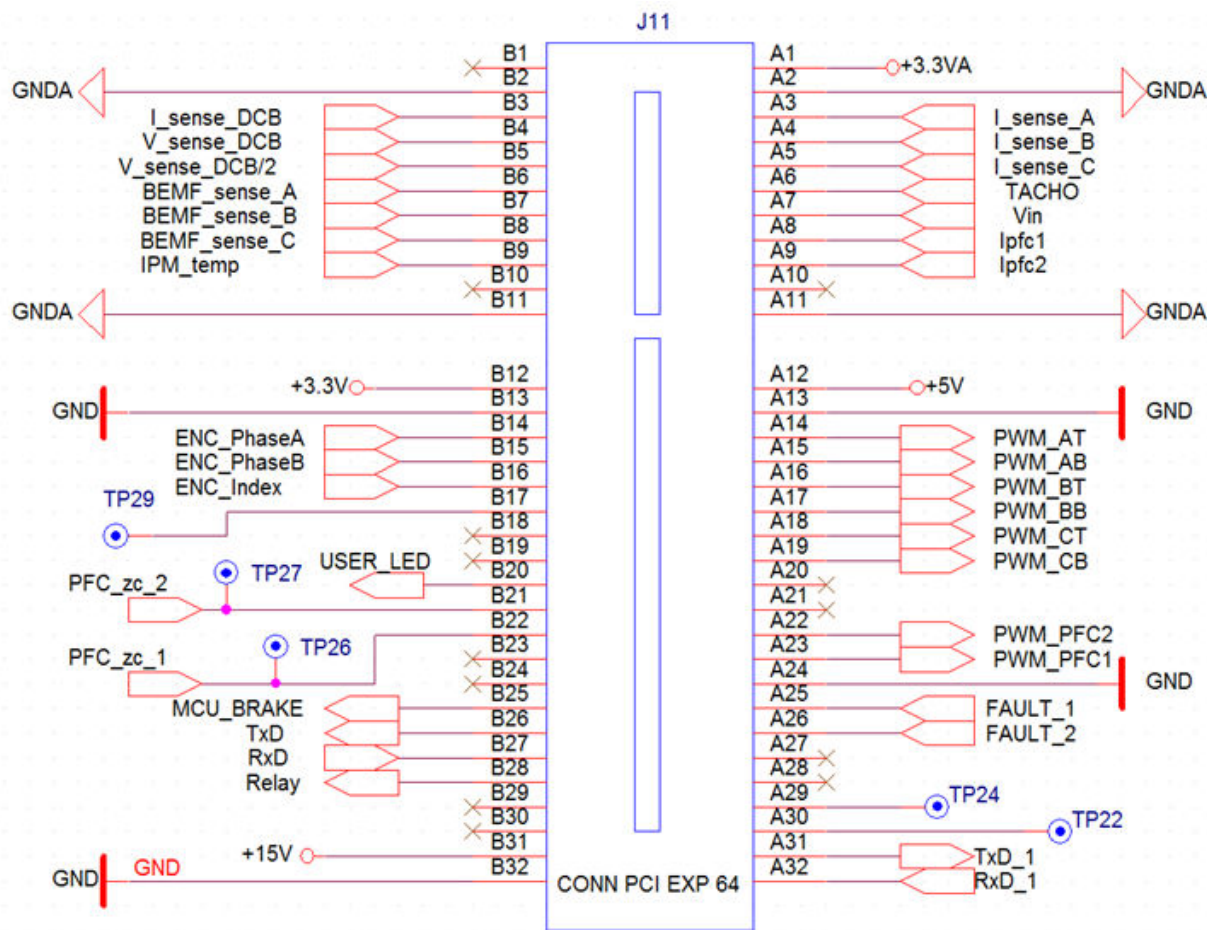 J11
B1 A1 +3.3VA
GNDA B2 A2 GNDA
I_sense_DCB B3 A3 I_sense_A
V_sense_DCB B4 A4 I_sense_B
V_sense_DCB/2 B5 A5 I_sense_C
BEMF_sense_A B6 A6 TACHO
BEMF_sense_B B7 A7 Vin
BEMF_sense_C B8 A8 Ipfc1
IPM_temp B9 A9 Ipfc2
B10 A10
GNDA B11 A11 GNDA
+3.3V B12 A12 +5V
GND B13 A13 GND
ENC_PhaseA B14 A14 PWM_AT
ENC_PhaseB B15 A15 PWM_AB
ENC_Index B16 A16 PWM_BT
TP29 B17 A17 PWM_BB
B18 A18 PWM_CT
B19 A19 PWM_CB
USER_LED B20 A20
PFC_zc_2 TP27 B21 A21
B22 A22 PWM_PFC2
B23 A23 PWM_PFC1
PFC_zc_1 TP26 B24 A24 GND
MCU_BRAKE B25 A25 FAULT_1
TxD B26 A26 FAULT_2
RxD B27 A27
Relay B28 A28
B29 A29 TP24
B30 A30 TP22
+15V B31 A31 TxD_1
GND GND B32 A32 RxD_1
CONN PCI EXP 64